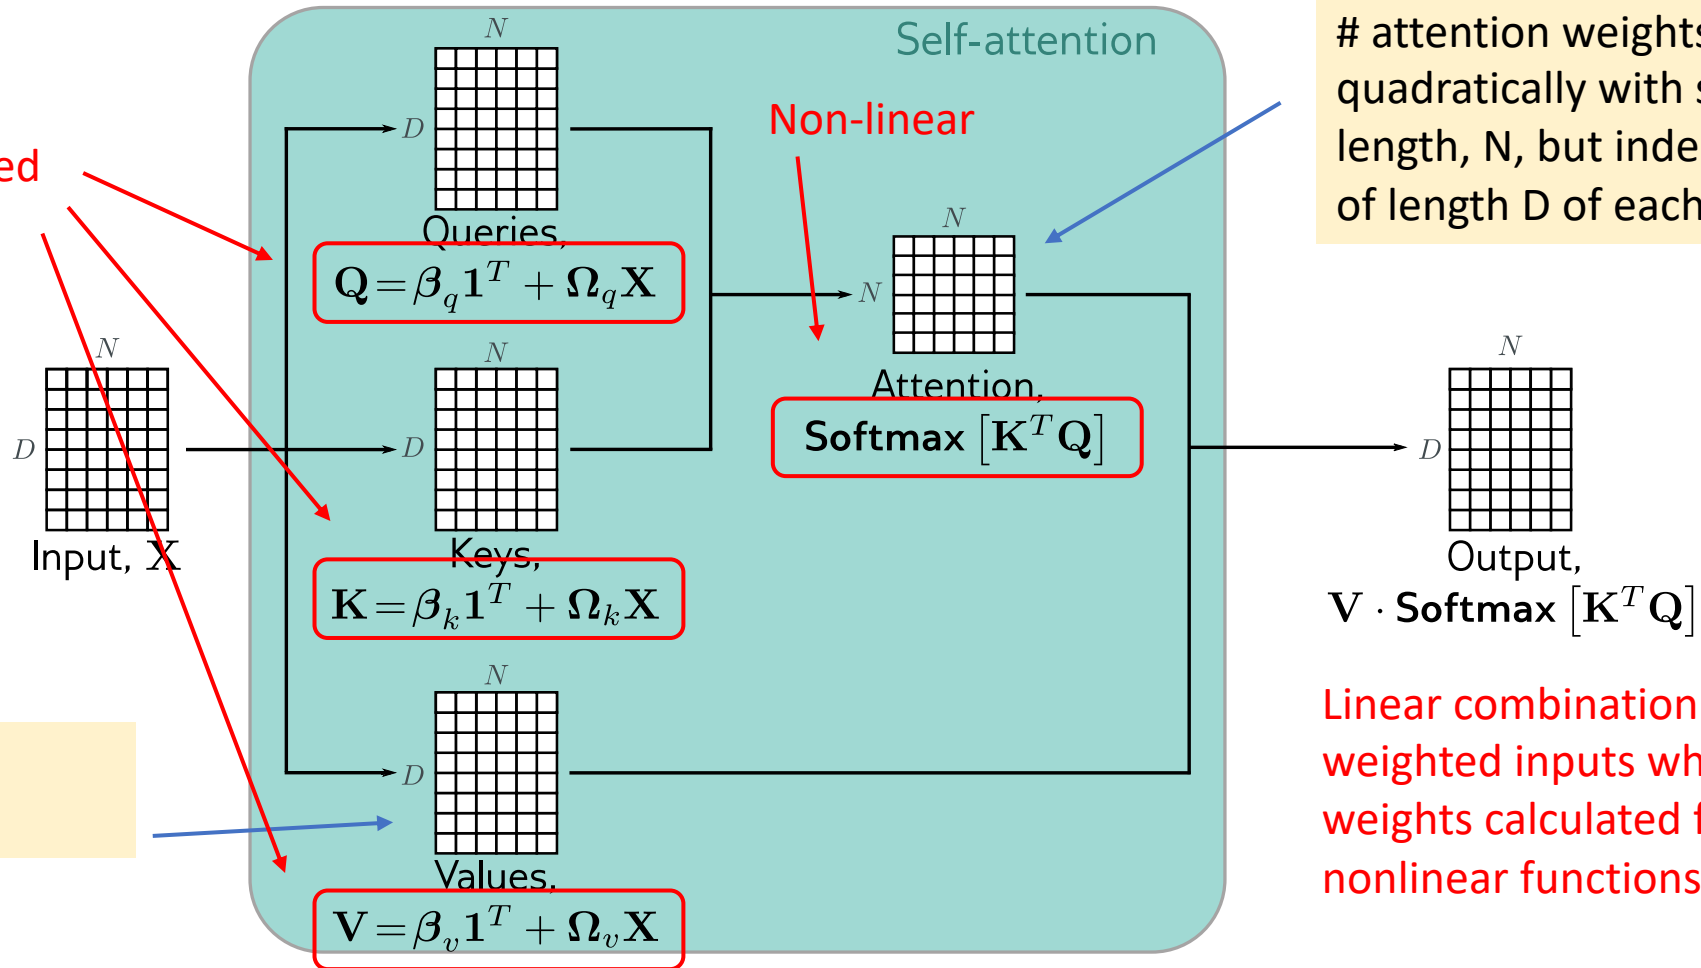 Self-attention
# attention weights
quadratically with s
length, N, but inde
of length D of each
ed
Non-linear
N
D
Queries,
Q=β_q 1^T + Ω_q X
N
N
Attention,
Softmax [K^T Q]
N
D
Input, X
N
D
Keys,
K=β_k 1^T + Ω_k X
N
D
Values,
V=β_v 1^T + Ω_v X
N
D
Output,
V · Softmax [K^T Q]
Linear combination
weighted inputs wh
weights calculated f
nonlinear functions